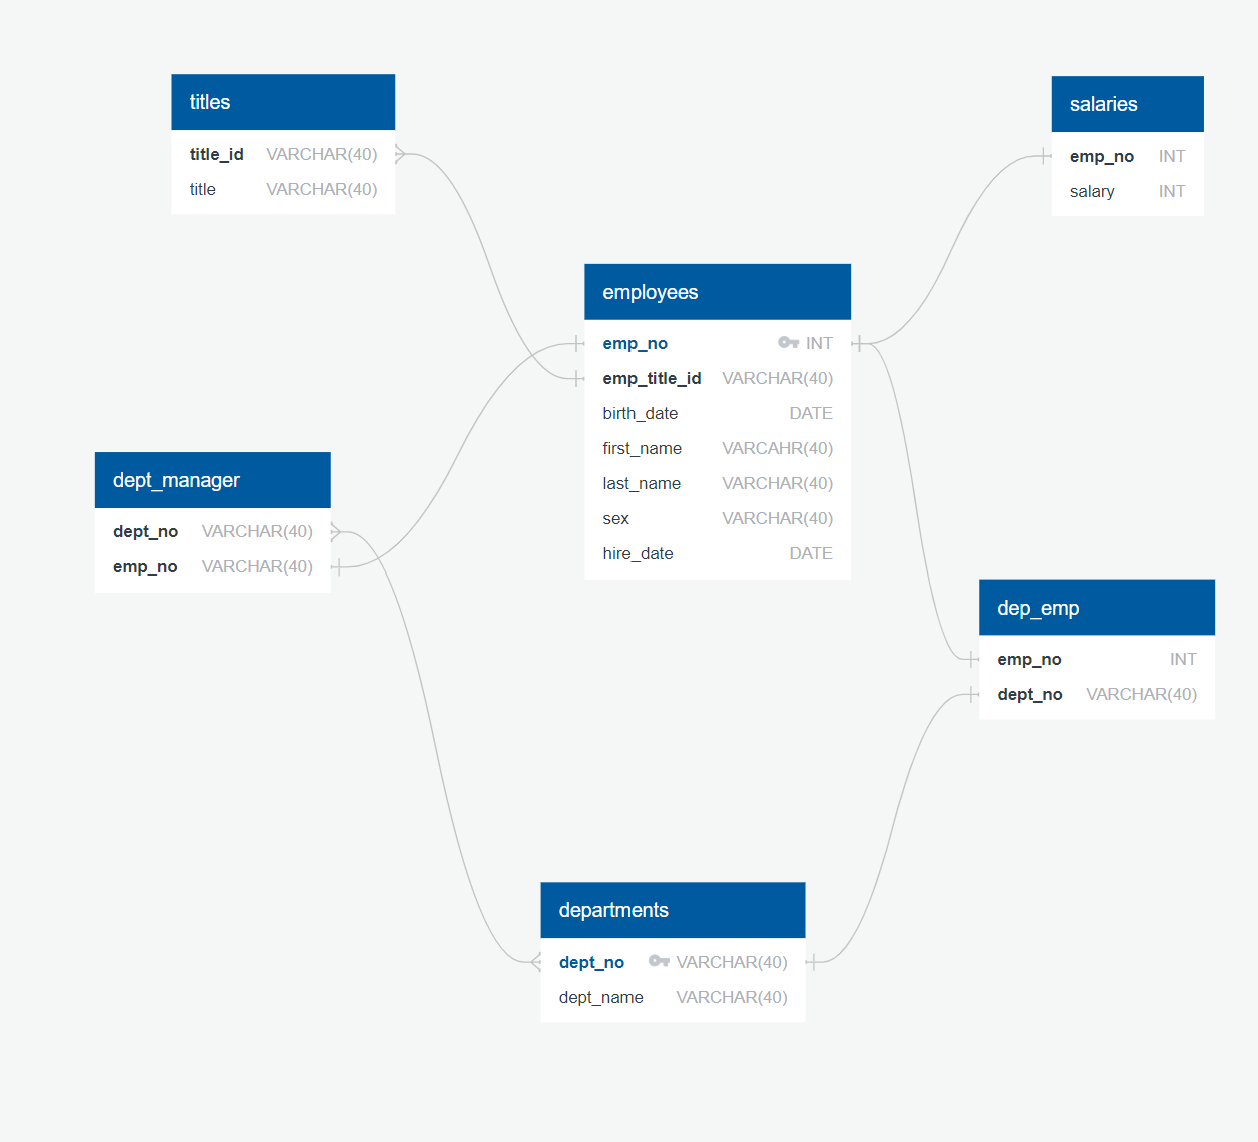 titles
title_id VARCHAR(40)
title VARCHAR(40)
salaries
emp_no INT
salary INT
employees
emp_no INT
emp_title_id VARCHAR(40)
birth_date DATE
first_name VARCAHR(40)
last_name VARCHAR(40)
sex VARCHAR(40)
hire_date DATE
dept_manager
dept_no VARCHAR(40)
emp_no VARCHAR(40)
dep_emp
emp_no INT
dept_no VARCHAR(40)
departments
dept_no VARCHAR(40)
dept_name VARCHAR(40)